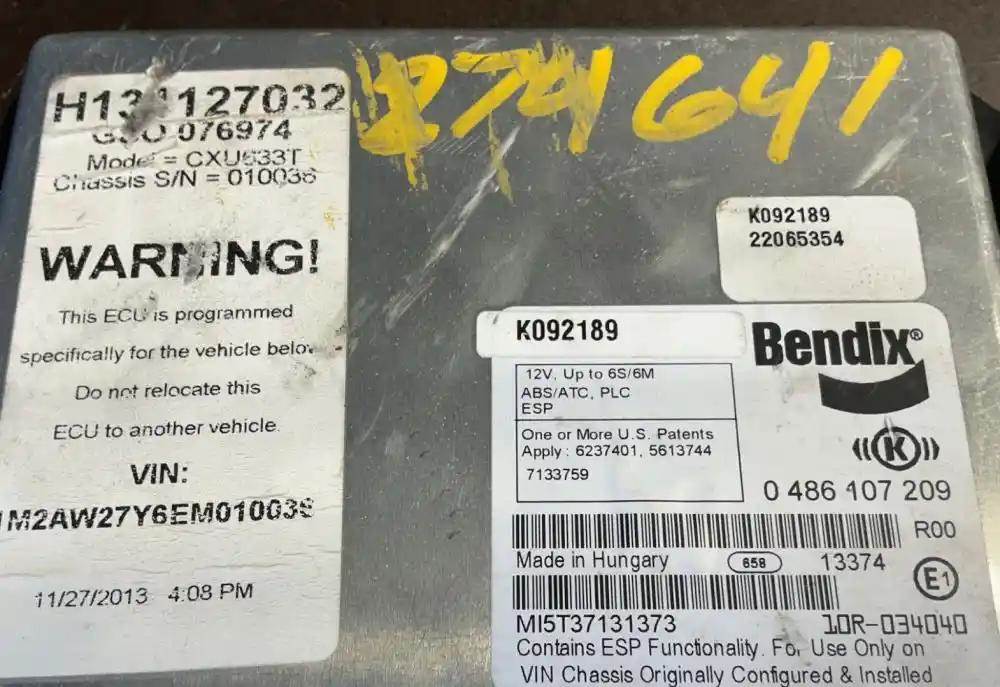 H131127032
GSO 076974
Model = CXU633T
Chassis S/N = 010036
WARNING!
This ECU is programmed
specifically for the vehicle below.
Do not relocate this
ECU to another vehicle.
VIN:
1M2AW27Y6EM010036
11/27/2013 4:08 PM
641
K092189
22065354
K092189
Bendix®
12V, Up to 6S/6M
ABS/ATC, PLC
ESP
One or More U.S. Patents
Apply : 6237401, 5613744
7133759
K
0 486 107 209
R00
Made in Hungary 658 13374
E1
MI5T37131373 10R-034040
Contains ESP Functionality. For Use Only on
VIN Chassis Originally Configured & Installed